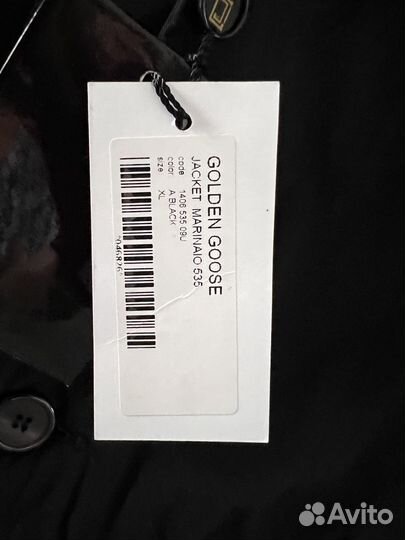 GOLDEN GOOSE
JACKET MARINAIO 535
code: 1406 535 09U
color: A.BLACK
size: XL
Avito